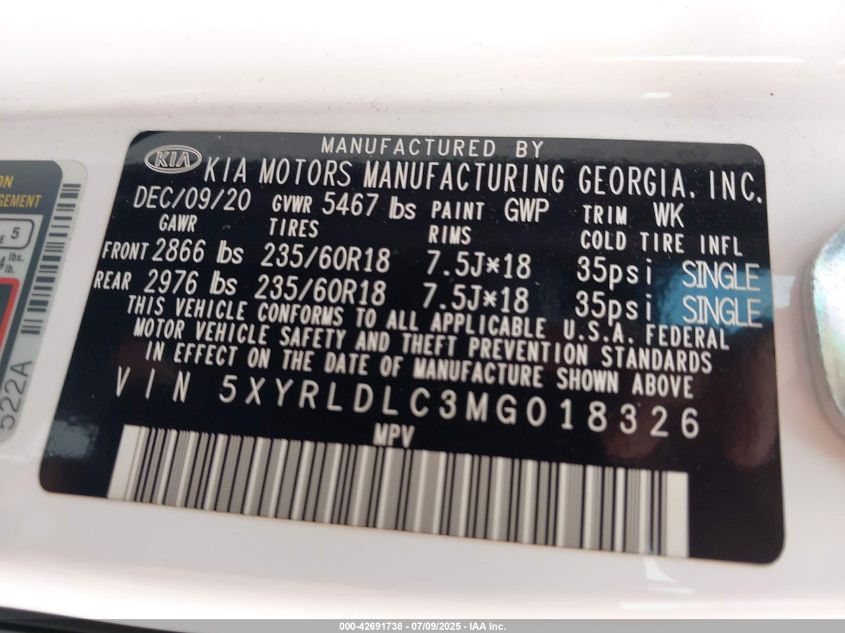 MANUFACTURED BY
KIA KIA MOTORS MANUFACTURING GEORGIA, INC.
DEC/09/20 GVWR 5467 lbs PAINT GWP TRIM WK
GAWR TIRES RIMS COLD TIRE INFL
FRONT 2866 lbs 235/60R18 7.5J×18 35psi SINGLE
REAR 2976 lbs 235/60R18 7.5J×18 35psi SINGLE
THIS VEHICLE CONFORMS TO ALL APPLICABLE U.S.A. FEDERAL
MOTOR VEHICLE SAFETY AND THEFT PREVENTION STANDARDS
IN EFFECT ON THE DATE OF MANUFACTURE SHOWN ABOVE
VIN 5XYRLDLC3MG018326
MPV
5
lbs.
lb.
522A
000-42691738 - 07/09/2025 - IAA Inc.